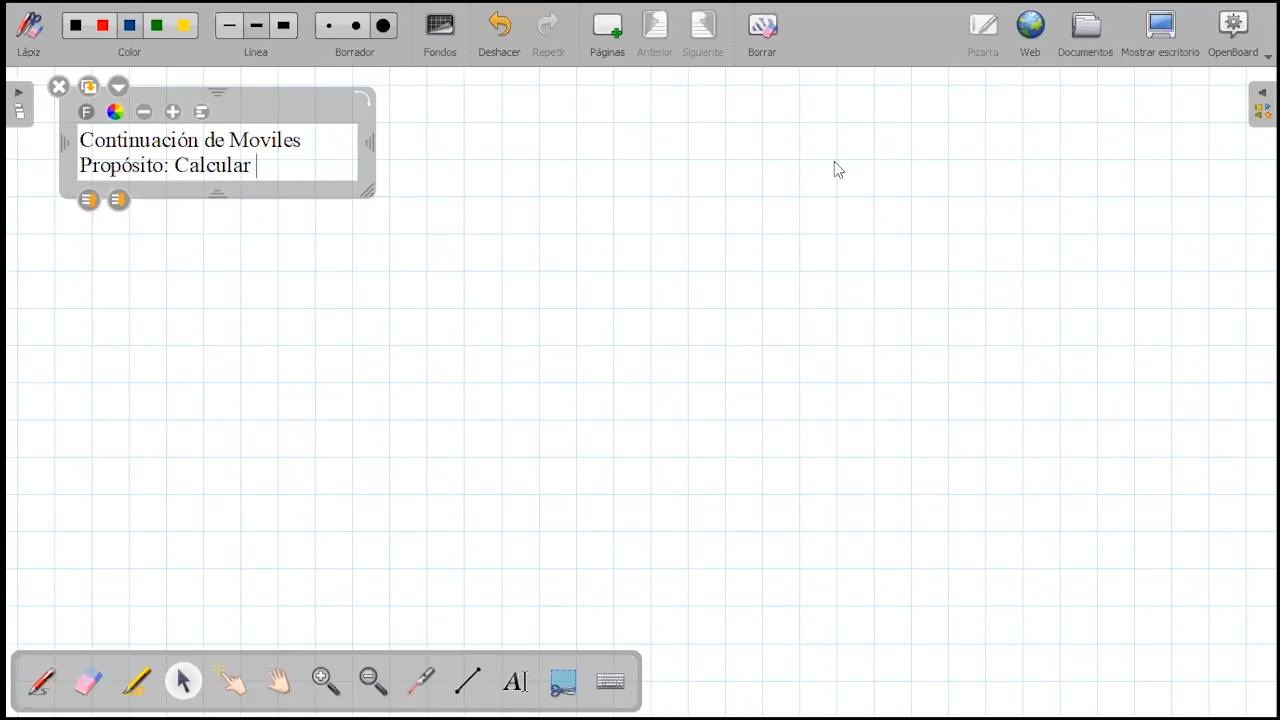 Lápiz
Color
Línea
Borrador
Fondos
Deshacer
Repetir
Páginas
Anterior
Siguiente
Borrar
Pizarra
Web
Documentos
Mostrar escritorio
OpenBoard
F
Continuación de Moviles
Propósito: Calcular
A